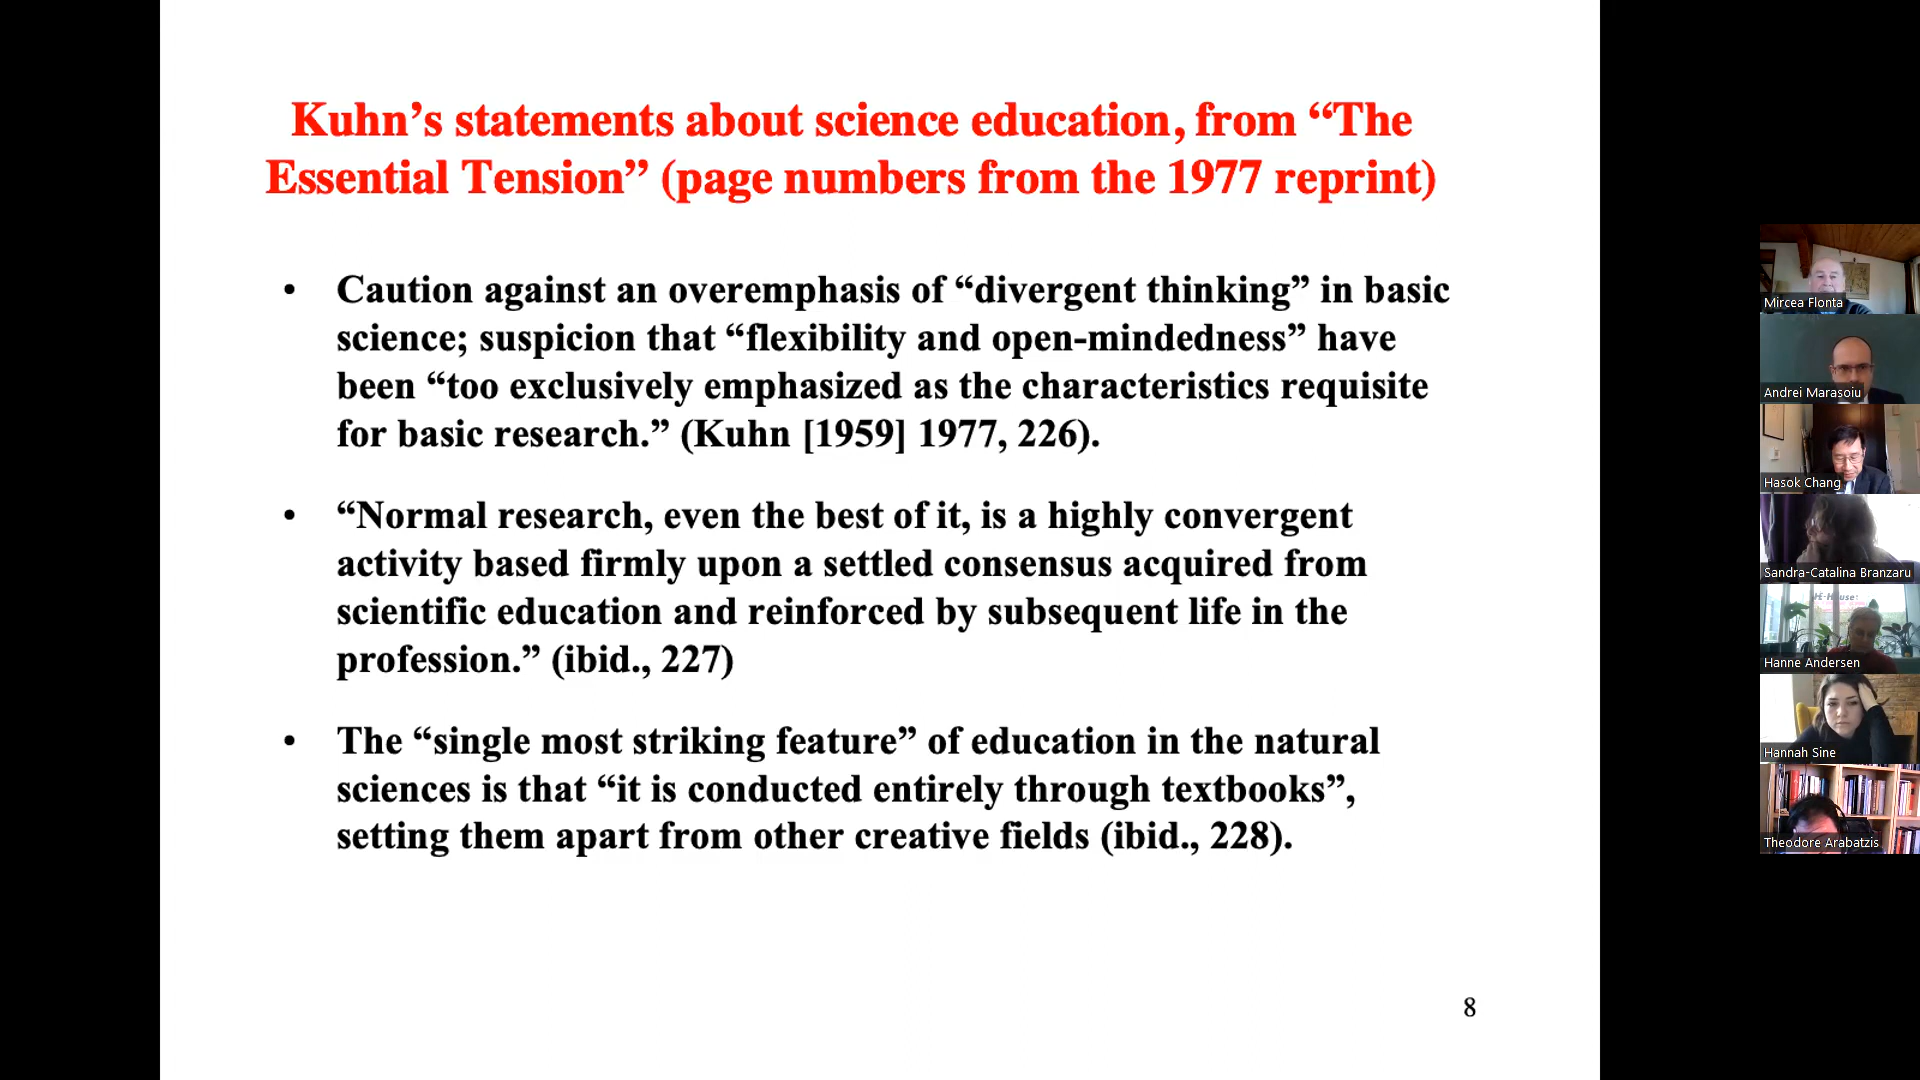 Kuhn’s statements about science education, from “The
Essential Tension” (page numbers from the 1977 reprint)
• Caution against an overemphasis of “divergent thinking” in basic
science; suspicion that “flexibility and open-mindedness” have
been “too exclusively emphasized as the characteristics requisite
for basic research.” (Kuhn [1959] 1977, 226).
• “Normal research, even the best of it, is a highly convergent
activity based firmly upon a settled consensus acquired from
scientific education and reinforced by subsequent life in the
profession.” (ibid., 227)
• The “single most striking feature” of education in the natural
sciences is that “it is conducted entirely through textbooks”,
setting them apart from other creative fields (ibid., 228).
8
Mircea Flonta
Andrei Marasoiu
Hasok Chang
Sandra-Catalina Branzaru
Hanne Andersen
Hannah Sine
Theodore Arabatzis